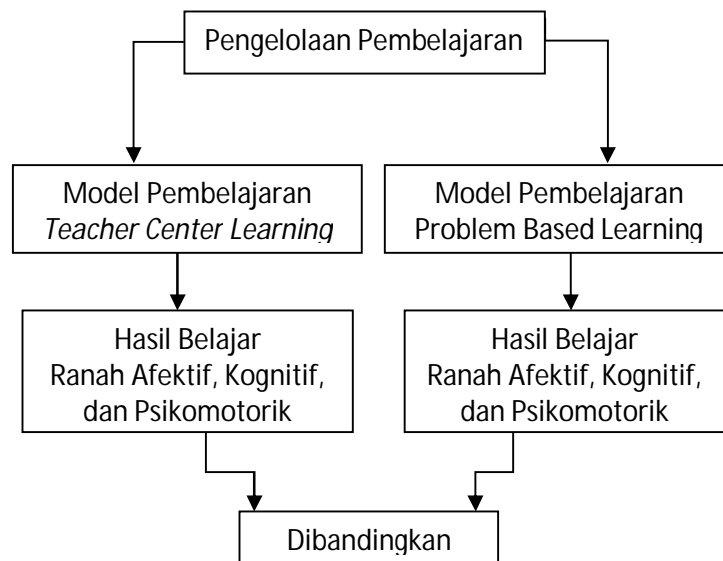 Pengelolaan Pembelajaran
Model Pembelajaran
Teacher Center Learning
Model Pembelajaran
Problem Based Learning
Hasil Belajar
Ranah Afektif, Kognitif,
dan Psikomotorik
Hasil Belajar
Ranah Afektif, Kognitif,
dan Psikomotorik
Dibandingkan